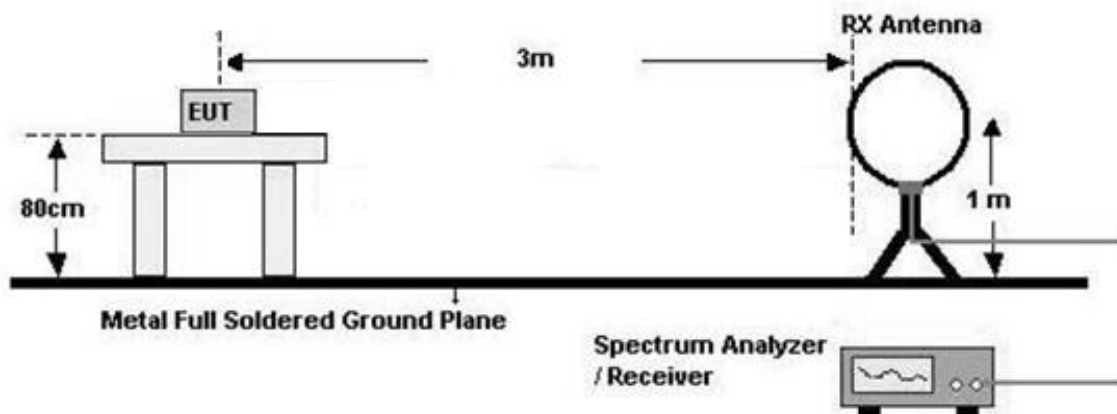 RX Antenna
3m
EUT
80cm
1 m
Metal Full Soldered Ground Plane
Spectrum Analyzer
/ Receiver